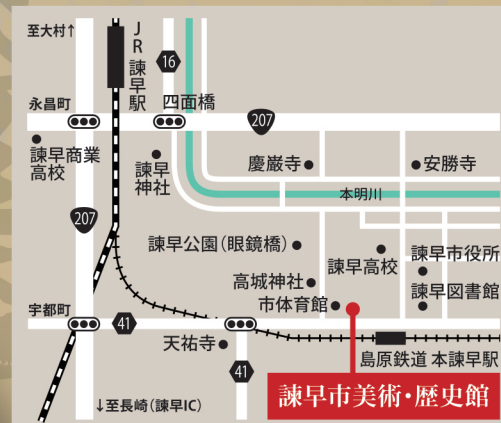 至大村↑
JR諫早駅
16
永昌町
四面橋
207
諫早商業
高校
諫早
神社
慶巌寺
安勝寺
本明川
207
諫早公園(眼鏡橋)
諫早高校
諫早市役所
高城神社
諫早図書館
市体育館
宇都町
41
天祐寺
島原鉄道 本諫早駅
41
↓至長崎(諫早IC)
諫早市美術・歴史館